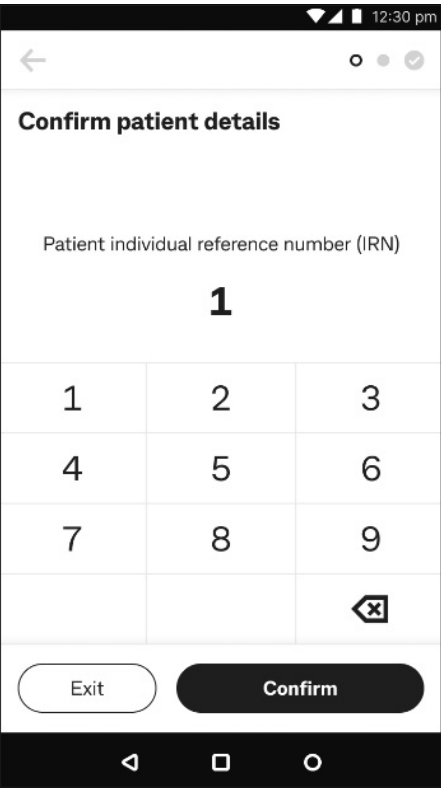 12:30 pm
Confirm patient details
Patient individual reference number (IRN)
1
1 2 3
4 5 6
7 8 9
Exit Confirm